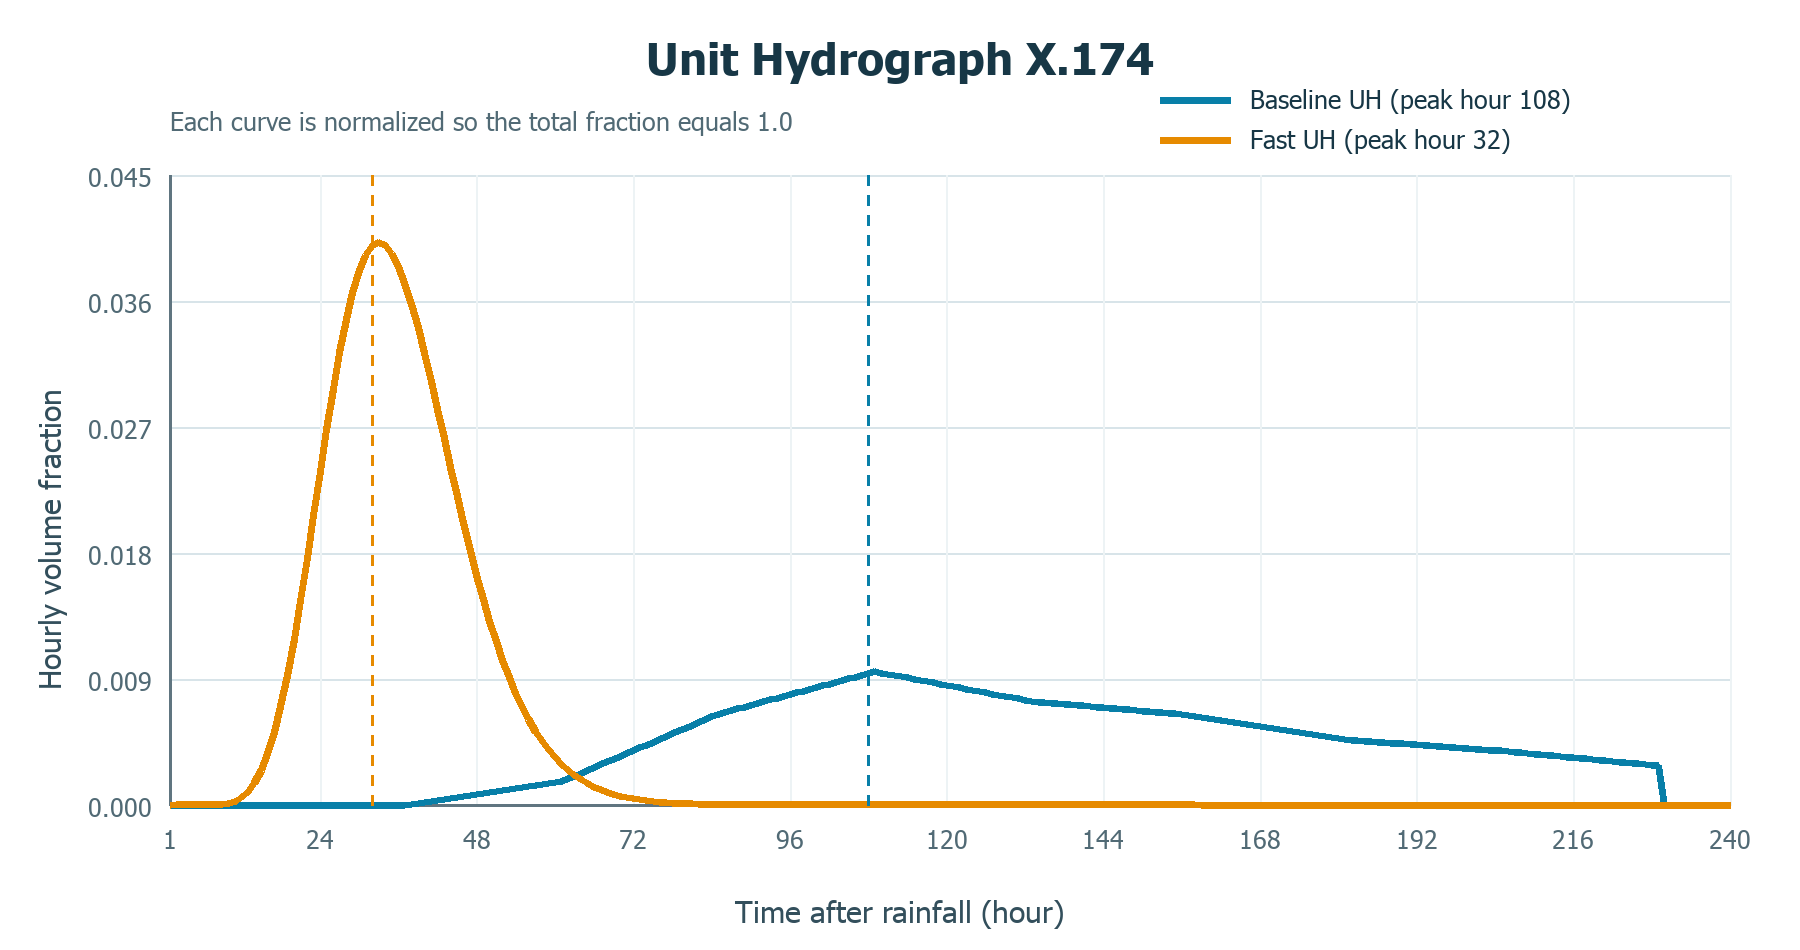 Unit Hydrograph X.174
Each curve is normalized so the total fraction equals 1.0
Baseline UH (peak hour 108)
Fast UH (peak hour 32)
Hourly volume fraction
0.045
0.036
0.027
0.018
0.009
0.000
1 24 48 72 96 120 144 168 192 216 240
Time after rainfall (hour)